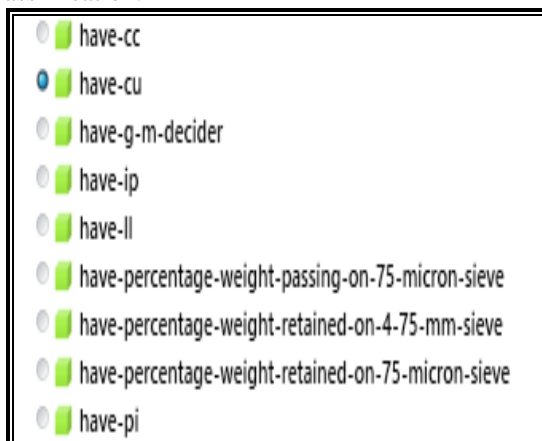 have-cc
have-cu
have-g-m-decider
have-ip
have-ll
have-percentage-weight-passing-on-75-micron-sieve
have-percentage-weight-retained-on-4-75-mm-sieve
have-percentage-weight-retained-on-75-micron-sieve
have-pi